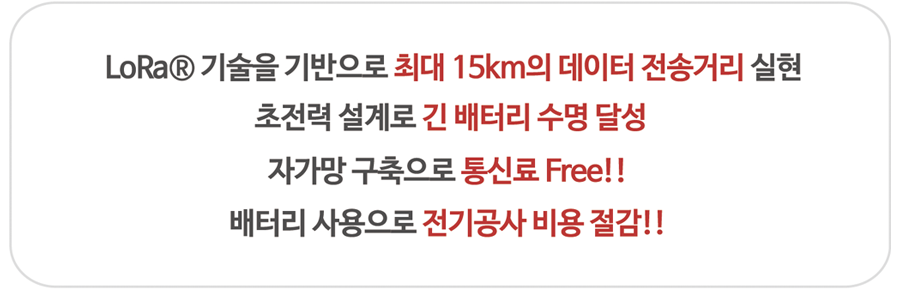 LoRa® 기술을 기반으로 최대 15km의 데이터 전송거리 실현
초전력 설계로 긴 배터리 수명 달성
자가망 구축으로 통신료 Free!!
배터리 사용으로 전기공사 비용 절감!!